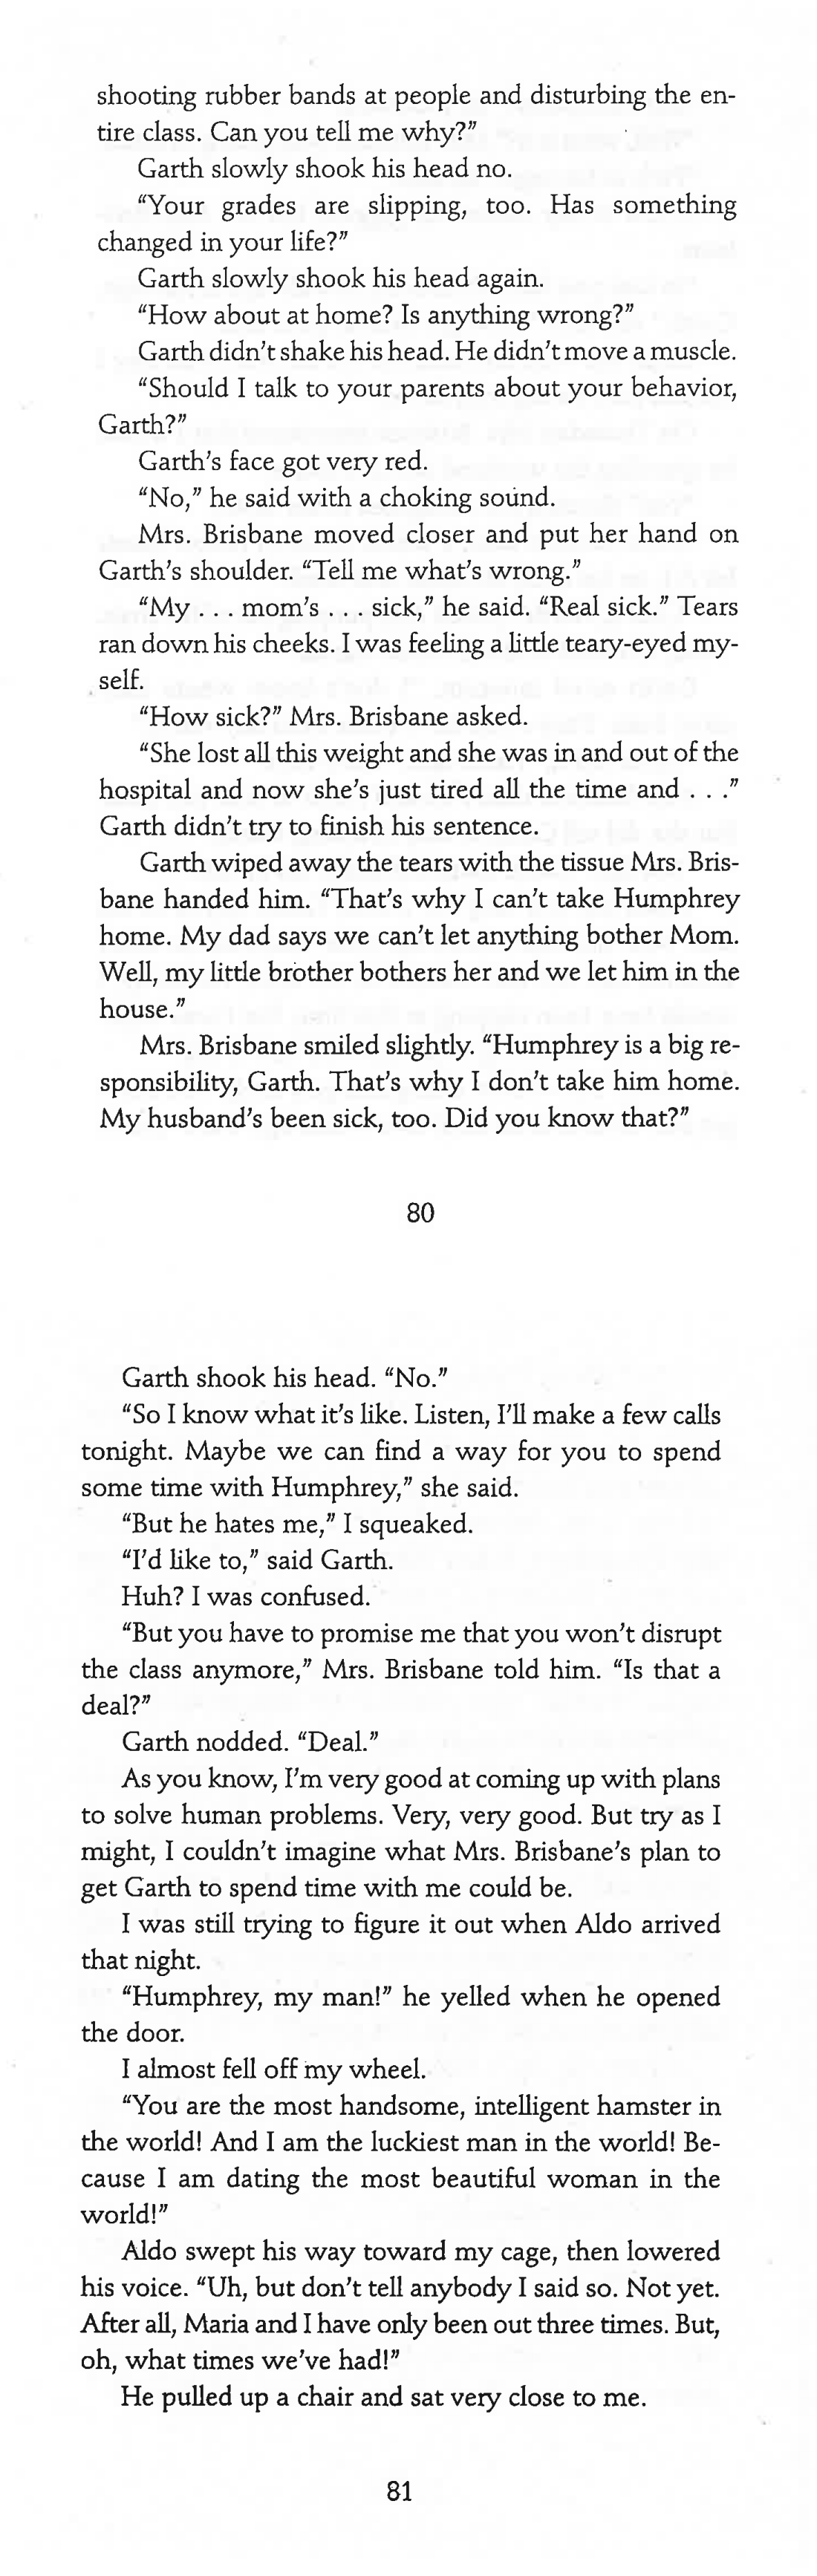 shooting rubber bands at people and disturbing the en-
tire class. Can you tell me why?”
Garth slowly shook his head no.
“Your grades are slipping, too. Has something
changed in your life?”
Garth slowly shook his head again.
“How about at home? Is anything wrong?”
Garth didn’t shake his head. He didn’t move a muscle.
“Should I talk to your parents about your behavior,
Garth?”
Garth’s face got very red.
“No,” he said with a choking sound.
Mrs. Brisbane moved closer and put her hand on
Garth’s shoulder. “Tell me what’s wrong.”
“My . . . mom’s . . . sick,” he said. “Real sick.” Tears
ran down his cheeks. I was feeling a little teary-eyed my-
self.
“How sick?” Mrs. Brisbane asked.
“She lost all this weight and she was in and out of the
hospital and now she’s just tired all the time and . . .”
Garth didn’t try to finish his sentence.
Garth wiped away the tears with the tissue Mrs. Bris-
bane handed him. “That’s why I can’t take Humphrey
home. My dad says we can’t let anything bother Mom.
Well, my little brother bothers her and we let him in the
house.”
Mrs. Brisbane smiled slightly. “Humphrey is a big re-
sponsibility, Garth. That’s why I don’t take him home.
My husband’s been sick, too. Did you know that?”
80
Garth shook his head. “No.”
“So I know what it’s like. Listen, I’ll make a few calls
tonight. Maybe we can find a way for you to spend
some time with Humphrey,” she said.
“But he hates me,” I squeaked.
“I’d like to,” said Garth.
Huh? I was confused.
“But you have to promise me that you won’t disrupt
the class anymore,” Mrs. Brisbane told him. “Is that a
deal?”
Garth nodded. “Deal.”
As you know, I’m very good at coming up with plans
to solve human problems. Very, very good. But try as I
might, I couldn’t imagine what Mrs. Brisbane’s plan to
get Garth to spend time with me could be.
I was still trying to figure it out when Aldo arrived
that night.
“Humphrey, my man!” he yelled when he opened
the door.
I almost fell off my wheel.
“You are the most handsome, intelligent hamster in
the world! And I am the luckiest man in the world! Be-
cause I am dating the most beautiful woman in the
world!”
Aldo swept his way toward my cage, then lowered
his voice. “Uh, but don’t tell anybody I said so. Not yet.
After all, Maria and I have only been out three times. But,
oh, what times we’ve had!”
He pulled up a chair and sat very close to me.
81